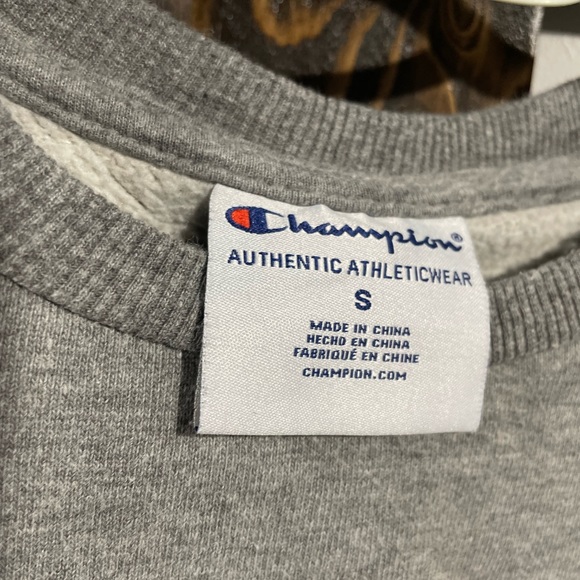 Champion®
AUTHENTIC ATHLETICWEAR
S
MADE IN CHINA
HECHO EN CHINA
FABRIQUÉ EN CHINE
CHAMPION.COM